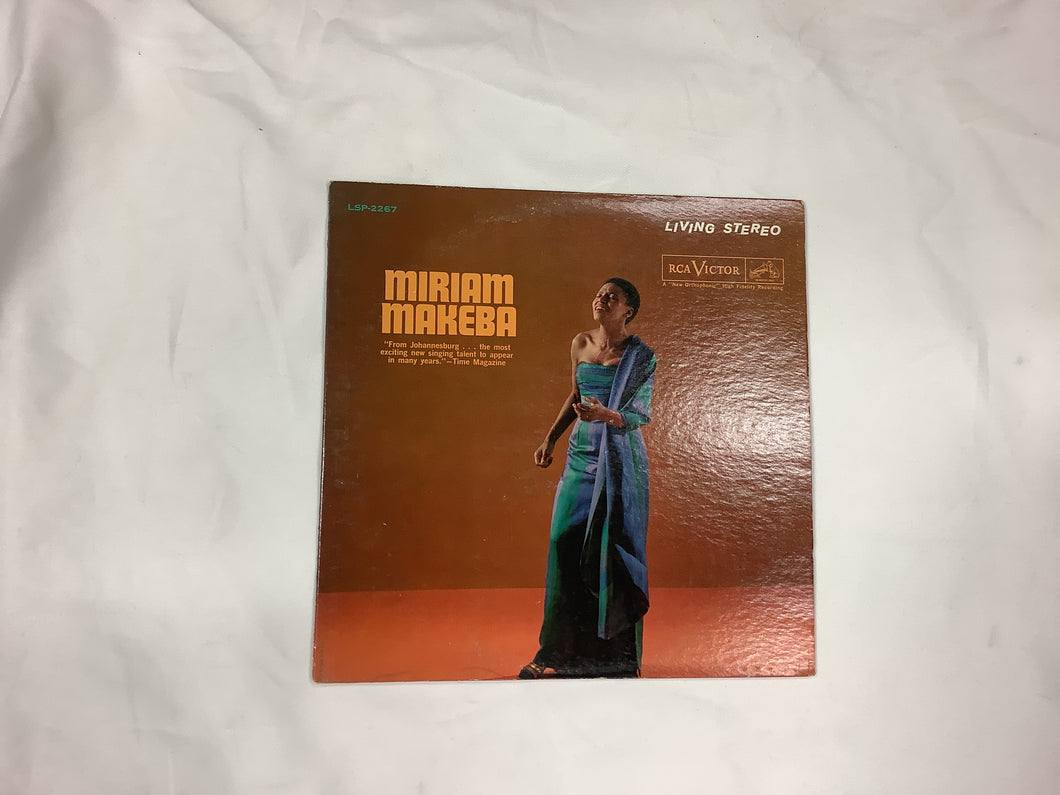 LSP-2267
LIVING STEREO
RCA VICTOR
A "New Orthophonic" High Fidelity Recording
MIRIAM
MAKEBA
"From Johannesburg . . . the most
exciting new singing talent to appear
in many years."—Time Magazine